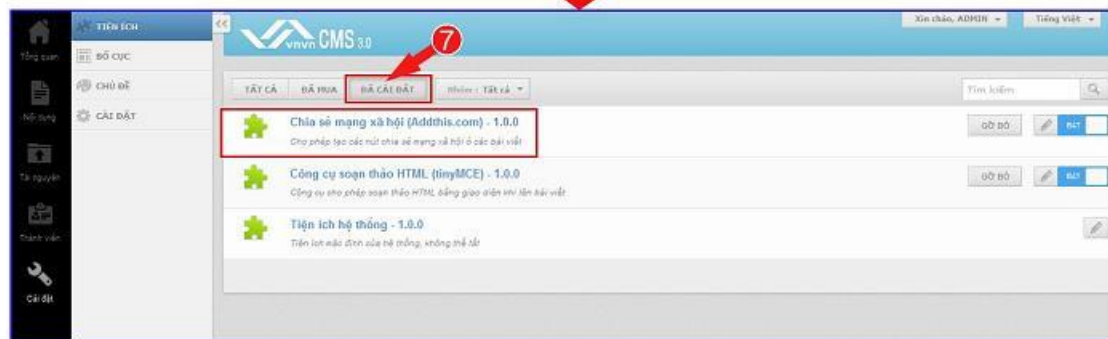 TIỆN ÍCH
Xin chào, ADMIN
Tiếng Việt
Tổng quan
BỐ CỤC
vnvn CMS 3.0
7
CHỦ ĐỀ
TẤT CẢ ĐÃ MUA ĐÃ CÀI ĐẶT Nhóm : Tất cả
Tìm kiếm
Nội dung
CÀI ĐẶT
Chia sẻ mạng xã hội (Addthis.com) - 1.0.0
GỠ BỎ BẬT
Cho phép tạo các nút chia sẻ mạng xã hội ở các bài viết
Tài nguyên
Công cụ soạn thảo HTML (tinyMCE) - 1.0.0
GỠ BỎ BẬT
Công cụ cho phép soạn thảo HTML bằng giao diện khi lên bài viết
Thành viên
Tiện ích hệ thống - 1.0.0
Tiện ích mặc định của hệ thống, không thể tắt
Cài đặt